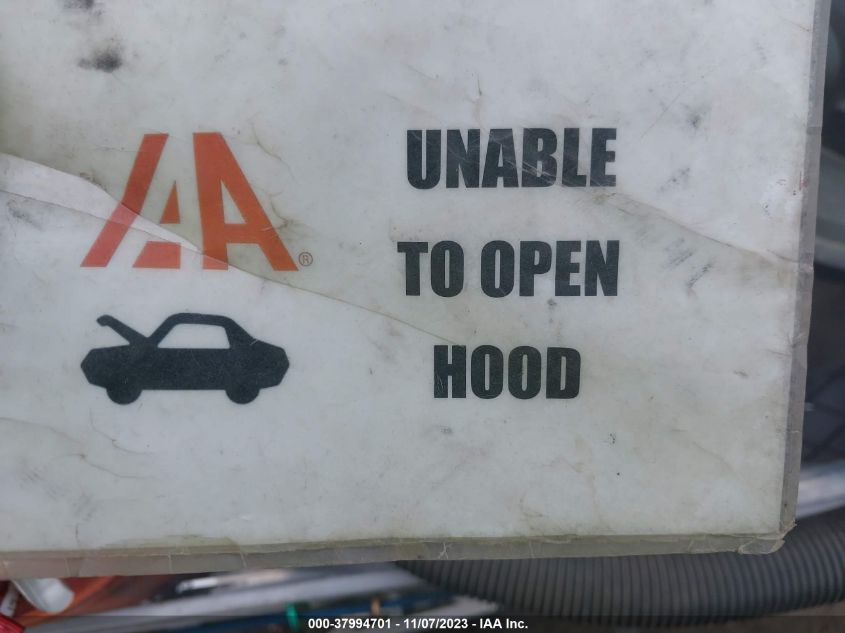 IAA®
UNABLE
TO OPEN
HOOD
000-37994701 - 11/07/2023 - IAA Inc.